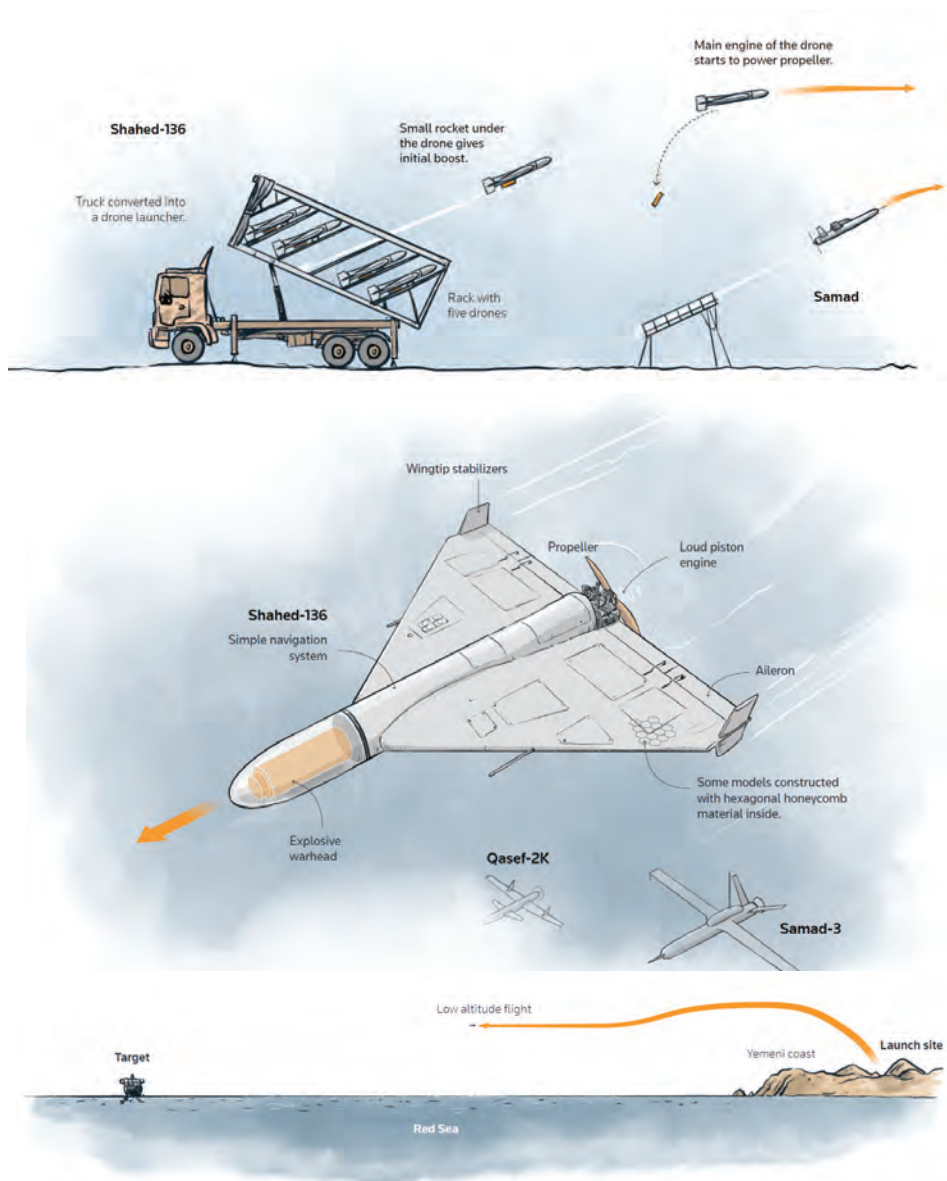 Main engine of the drone
starts to power propeller.
Shahed-136
Small rocket under
the drone gives
initial boost.
Truck converted into
a drone launcher.
Rack with
five drones
Samad
Wingtip stabilizers
Propeller
Loud piston
engine
Shahed-136
Simple navigation
system
Aileron
Some models constructed
with hexagonal honeycomb
material inside.
Explosive
warhead
Qasef-2K
Samad-3
Low altitude flight
Launch site
Yemeni coast
Target
Red Sea